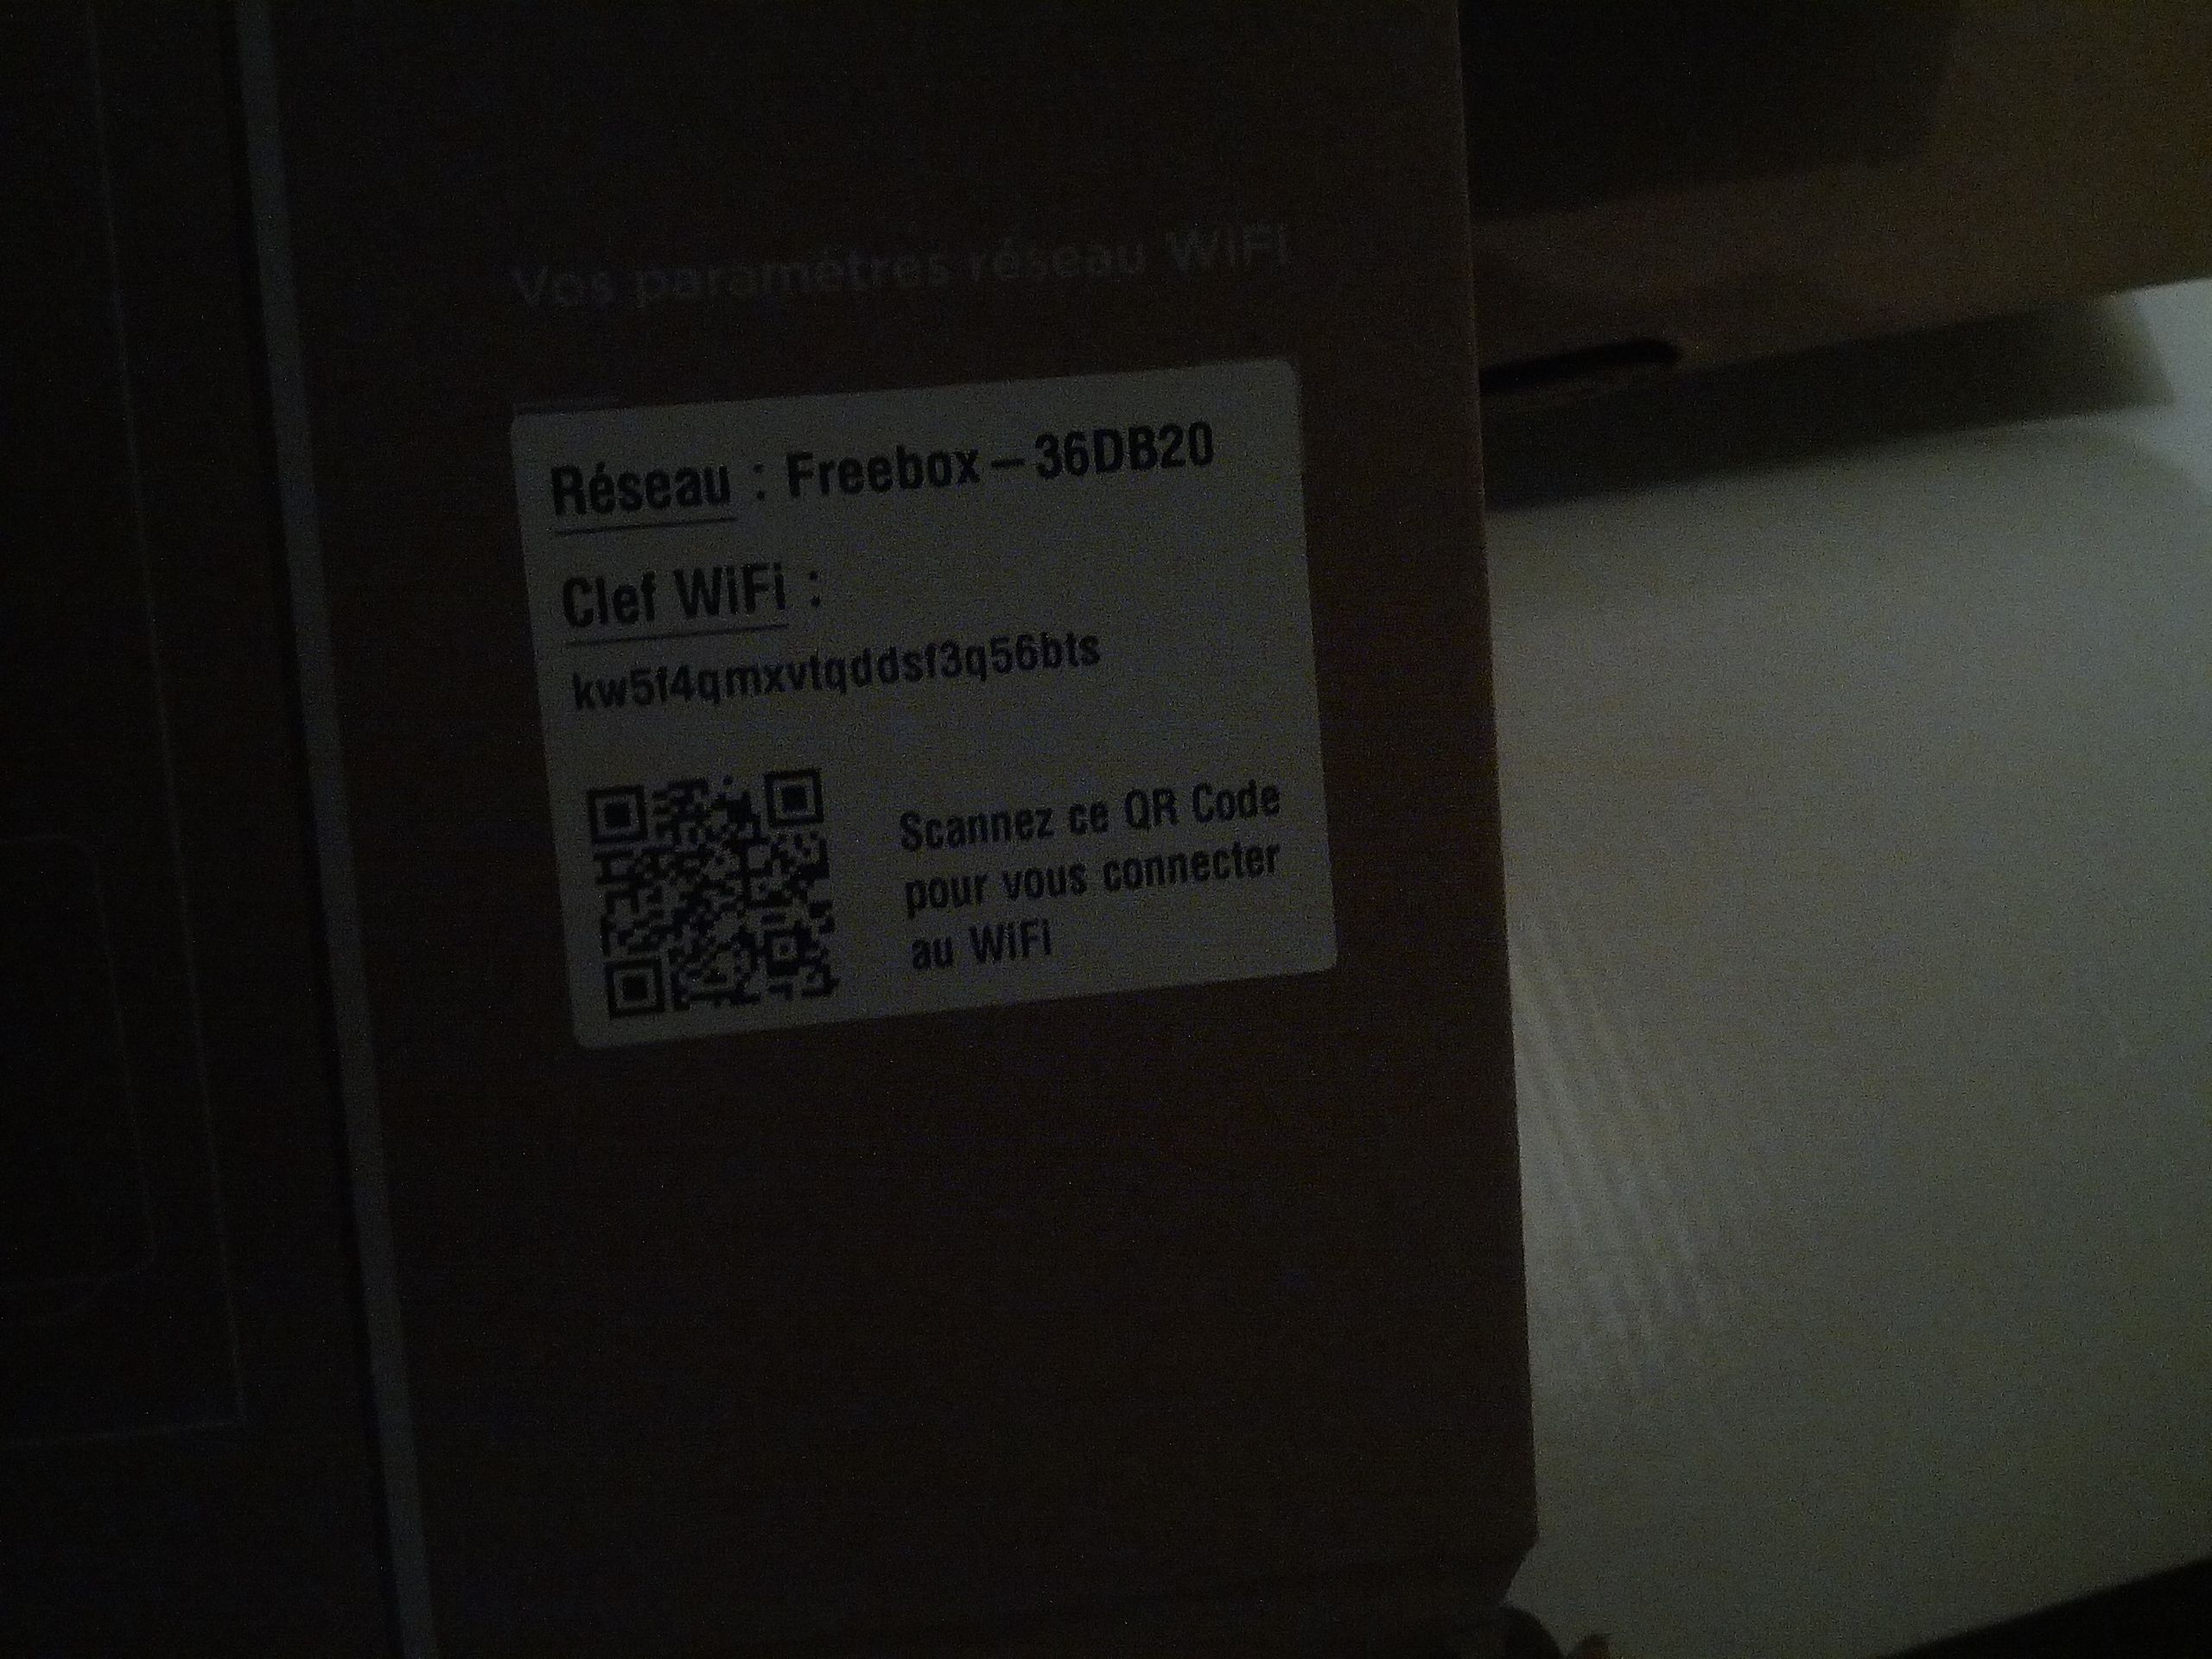 Vos paramètres réseau WiFi
Réseau : Freebox – 36DB20
Clef WiFi :
kw5f4qmxvtqddsf3q56bts
Scannez ce QR Code
pour vous connecter
au WiFi